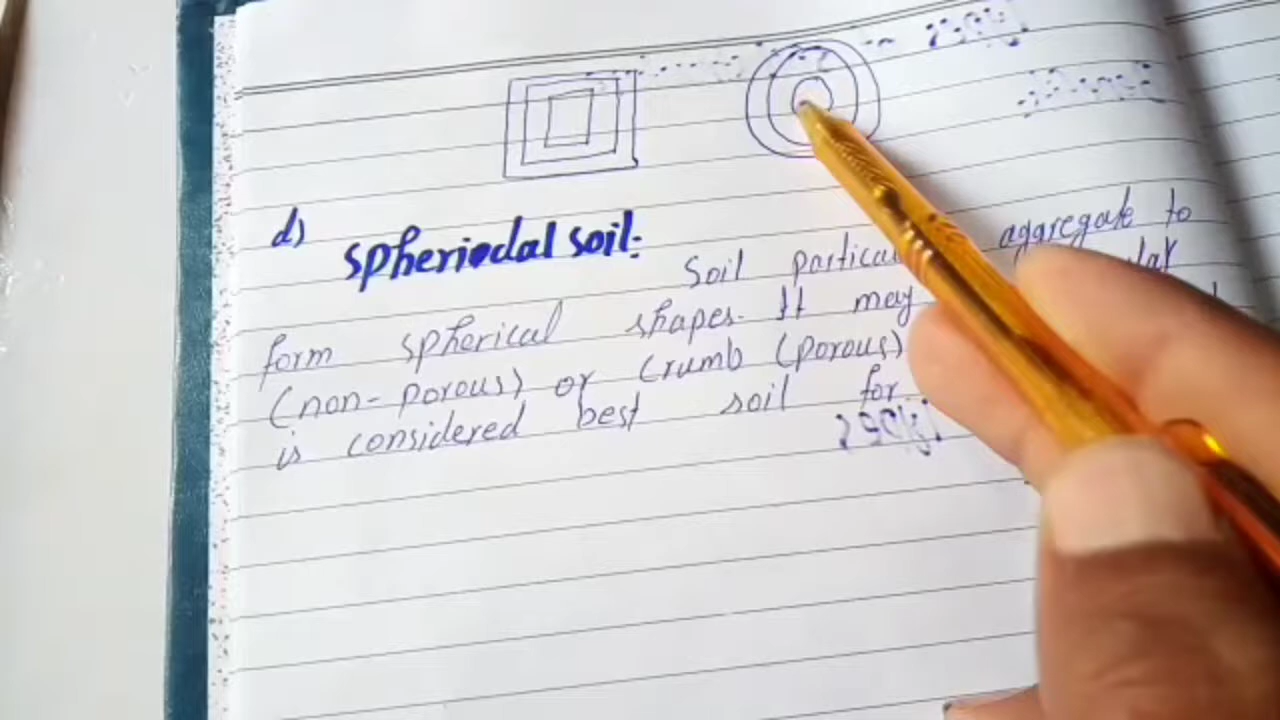 d)
spheriodal soil:
Soil particu aggregate to
form spherical shapes. It may
(non-porous) or crumb (porous)
is considered best soil for